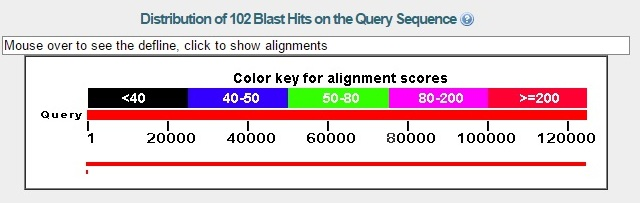 Distribution of 102 Blast Hits on the Query Sequence ?
Mouse over to see the defline, click to show alignments
Color key for alignment scores
<40 40-50 50-80 80-200 >=200
Query
1 20000 40000 60000 80000 100000 120000